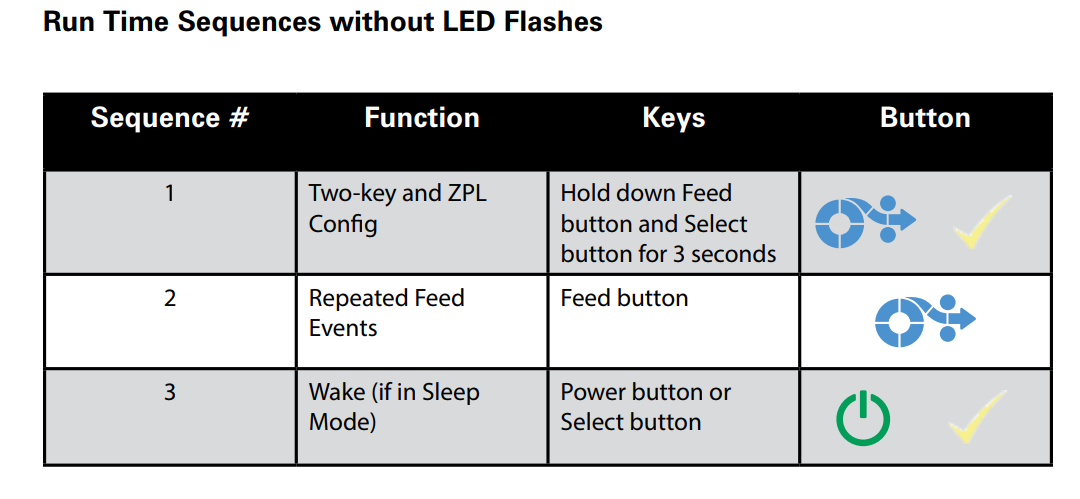 Run Time Sequences without LED Flashes
Sequence # Function Keys Button
1
Two-key and ZPL
Config
Hold down Feed
button and Select
button for 3 seconds
2
Repeated Feed
Events
Feed button
3
Wake (if in Sleep
Mode)
Power button or
Select button